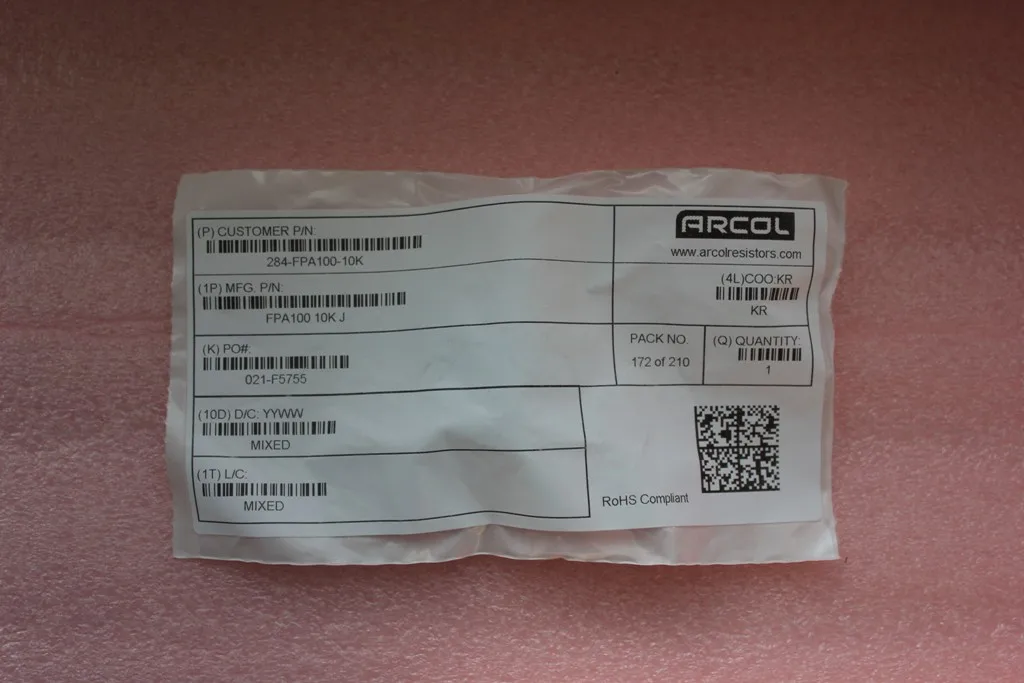 (P) CUSTOMER P/N:
284-FPA100-10K
ARCOL
www.arcolresistors.com
(1P) MFG. P/N:
FPA100 10K J
(4L)COO:KR
KR
(K) PO#:
021-F5755
PACK NO.
172 of 210
(Q) QUANTITY:
1
(10D) D/C: YYWW
MIXED
(1T) L/C:
MIXED
RoHS Compliant